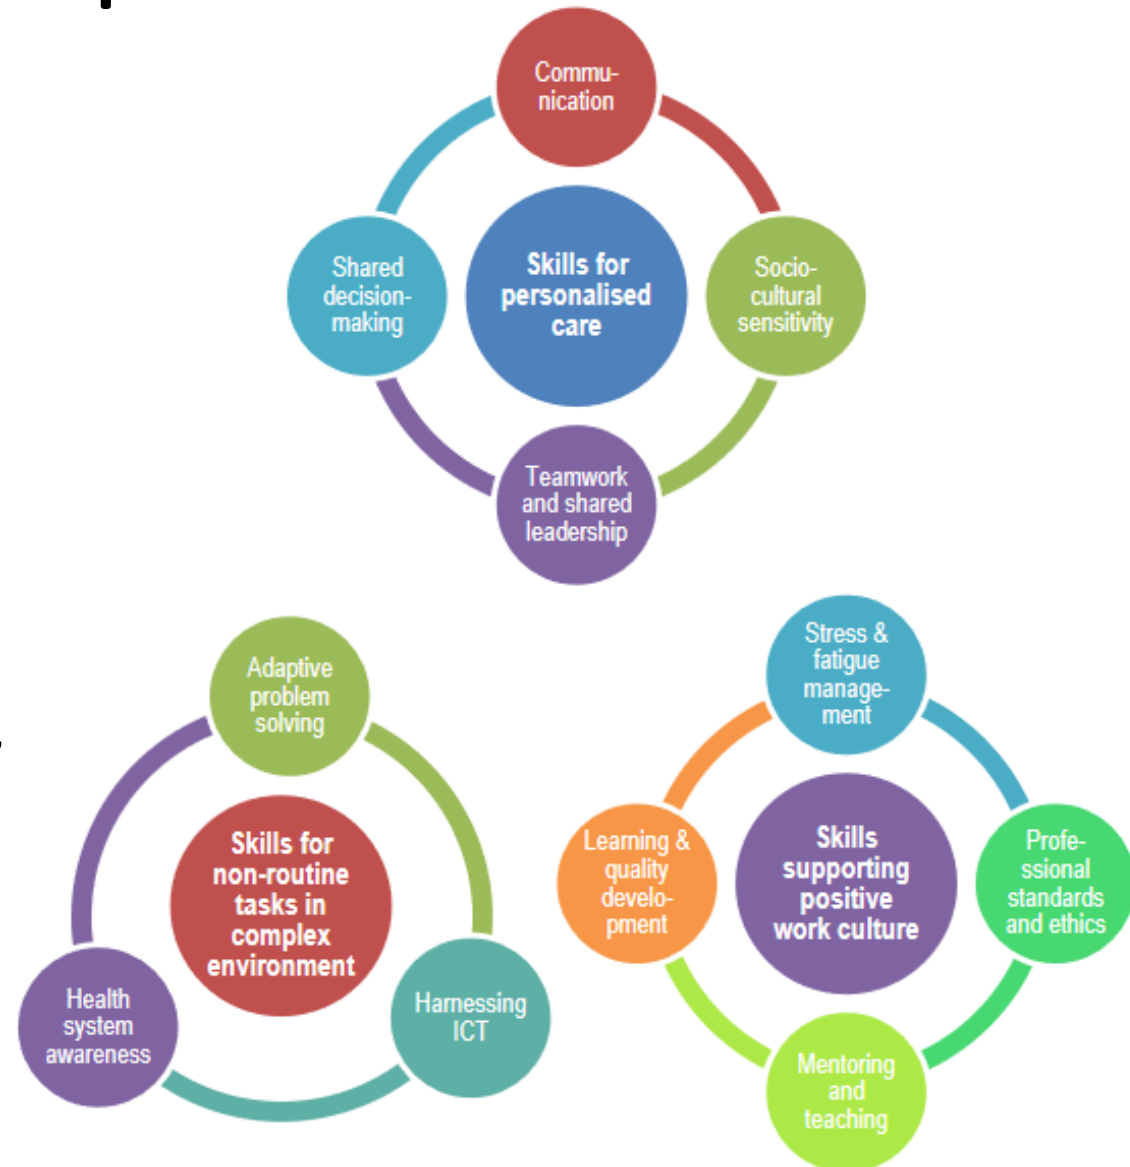 Commu-
nication
Shared
decision-
making
Skills for
personalised
care
Socio-
cultural
sensitivity
Teamwork
and shared
leadership
Adaptive
problem
solving
Skills for
non-routine
tasks in
complex
environment
Health
system
awareness
Harnessing
ICT
Stress &
fatigue
manage-
ment
Learning &
quality
develo-
pment
Skills
supporting
positive
work culture
Profe-
ssional
standards
and ethics
Mentoring
and
teaching